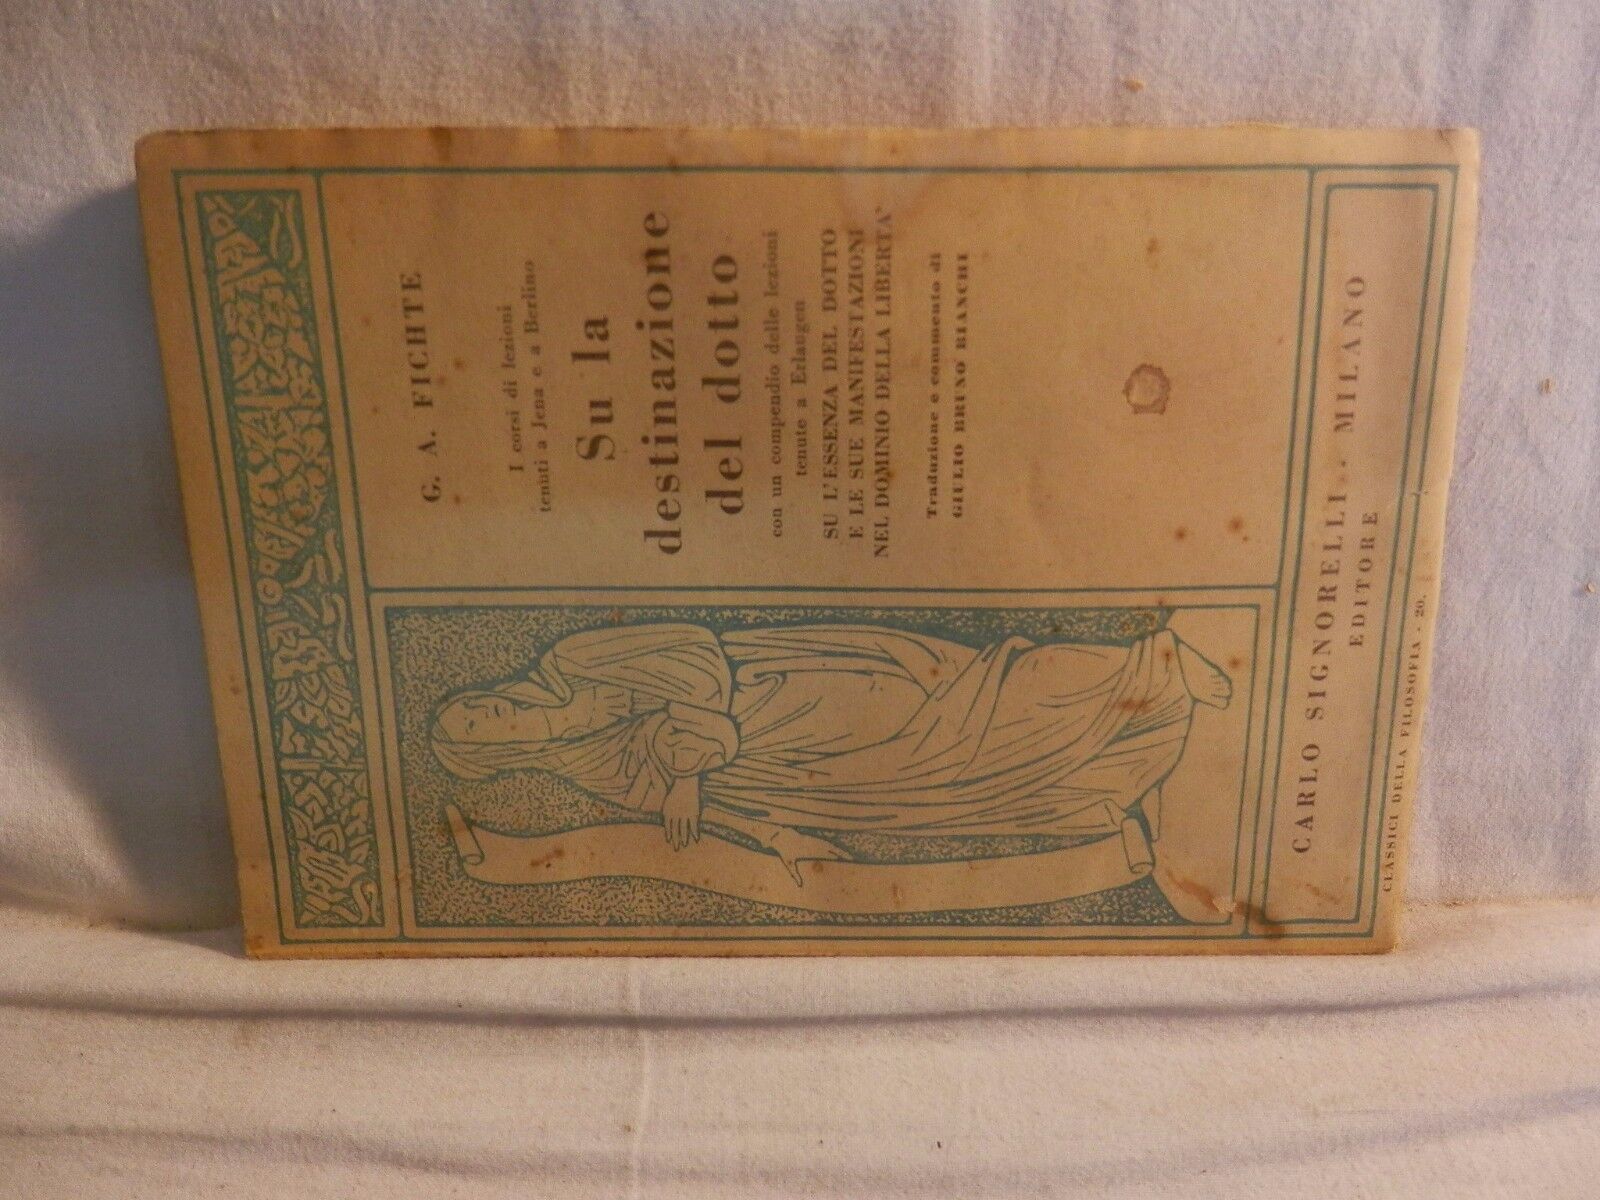 G. A. FICHTE
I corsi di lezioni
tenuti a Jena e a Berlino
Su la
destinazione
del dotto
con un compendio delle lezioni
tenute a Erlangen
SU L'ESSENZA DEL DOTTO
E LE SUE MANIFESTAZIONI
NEL DOMINIO DELLA LIBERTA'
Traduzione e commento di
GIULIO BRUNO BIANCHI
CARLO SIGNORELLI - MILANO
EDITORE
CLASSICI DELLA FILOSOFIA - 20.